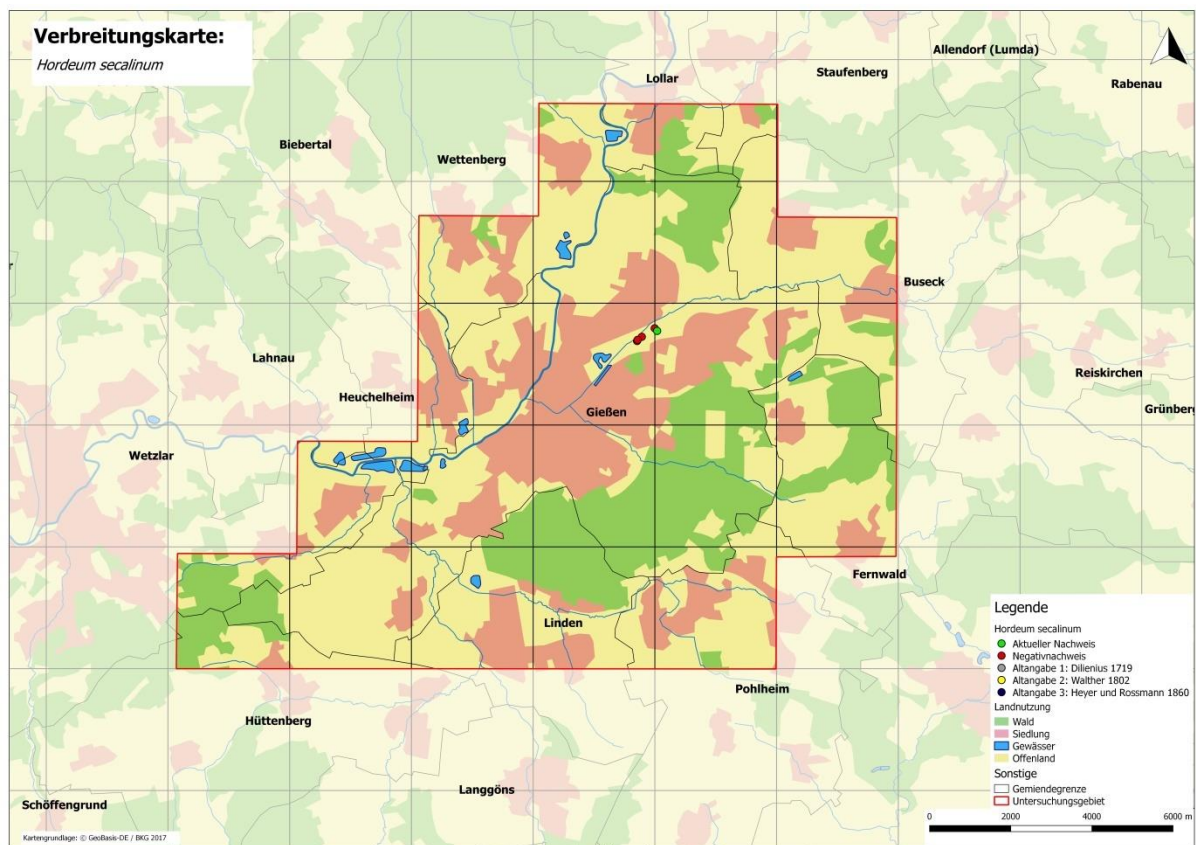 Verbreitungskarte:
Hordeum secalinum
Allendorf (Lumda)
Staufenberg
Lollar
Rabenau
Biebertal
Wettenberg
Buseck
Lahnau
Reiskirchen
Heuchelheim
Grünberg
Gießen
Wetzlar
Fernwald
Linden
Pohlheim
Hüttenberg
Langgöns
Schöffengrund
Legende
Hordeum secalinum
Aktueller Nachweis
Negativnachweis
Altangabe 1: Dilienius 1719
Altangabe 2: Walther 1802
Altangabe 3: Heyer und Rossmann 1860
Landnutzung
Wald
Siedlung
Gewässer
Offenland
Sonstige
Gemiendegrenze
Untersuchungsgebiet
0 2000 4000 6000 m
Kartengrundlage: © GeoBasis-DE / BKG 2017